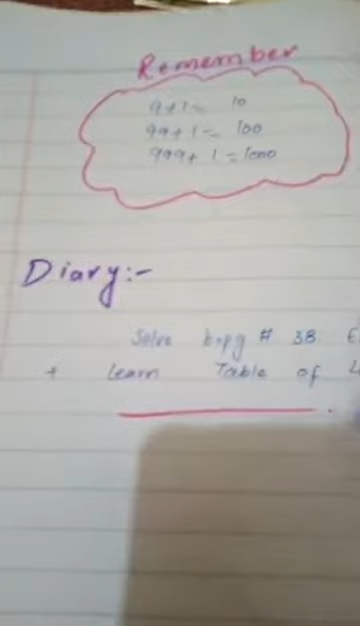 Remember
9+1= 10
99+1= 100
999+ 1 =1000
Diary:-
Solve b.pg # 38
+ learn Table of